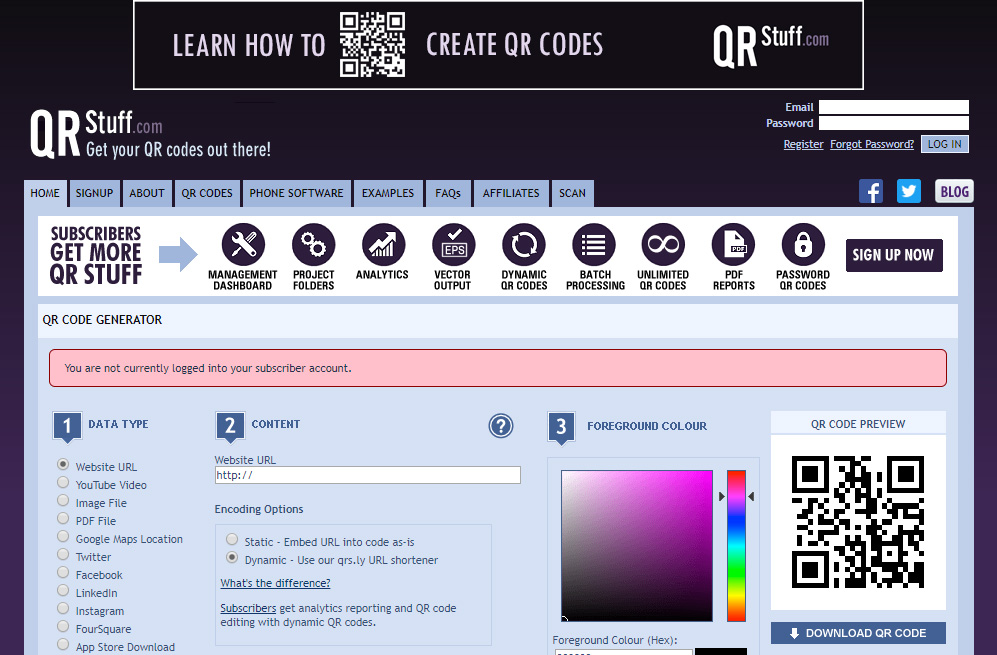 LEARN HOW TO CREATE QR CODES QR Stuff.com
QR Stuff.com
Get your QR codes out there!
Email
Password
Register Forgot Password? LOG IN
HOME SIGNUP ABOUT QR CODES PHONE SOFTWARE EXAMPLES FAQs AFFILIATES SCAN
f BLOG
SUBSCRIBERS
GET MORE
QR STUFF
MANAGEMENT
DASHBOARD
PROJECT
FOLDERS
ANALYTICS
EPS
VECTOR
OUTPUT
DYNAMIC
QR CODES
BATCH
PROCESSING
UNLIMITED
QR CODES
PDF
PDF
REPORTS
PASSWORD
QR CODES
SIGN UP NOW
QR CODE GENERATOR
You are not currently logged into your subscriber account.
1 DATA TYPE
Website URL
YouTube Video
Image File
PDF File
Google Maps Location
Twitter
Facebook
LinkedIn
Instagram
FourSquare
App Store Download
2 CONTENT ?
Website URL
http://
Encoding Options
Static - Embed URL into code as-is
Dynamic - Use our qrs.ly URL shortener
What's the difference?
Subscribers get analytics reporting and QR code
editing with dynamic QR codes.
3 FOREGROUND COLOUR
Foreground Colour (Hex):
QR CODE PREVIEW
DOWNLOAD QR CODE